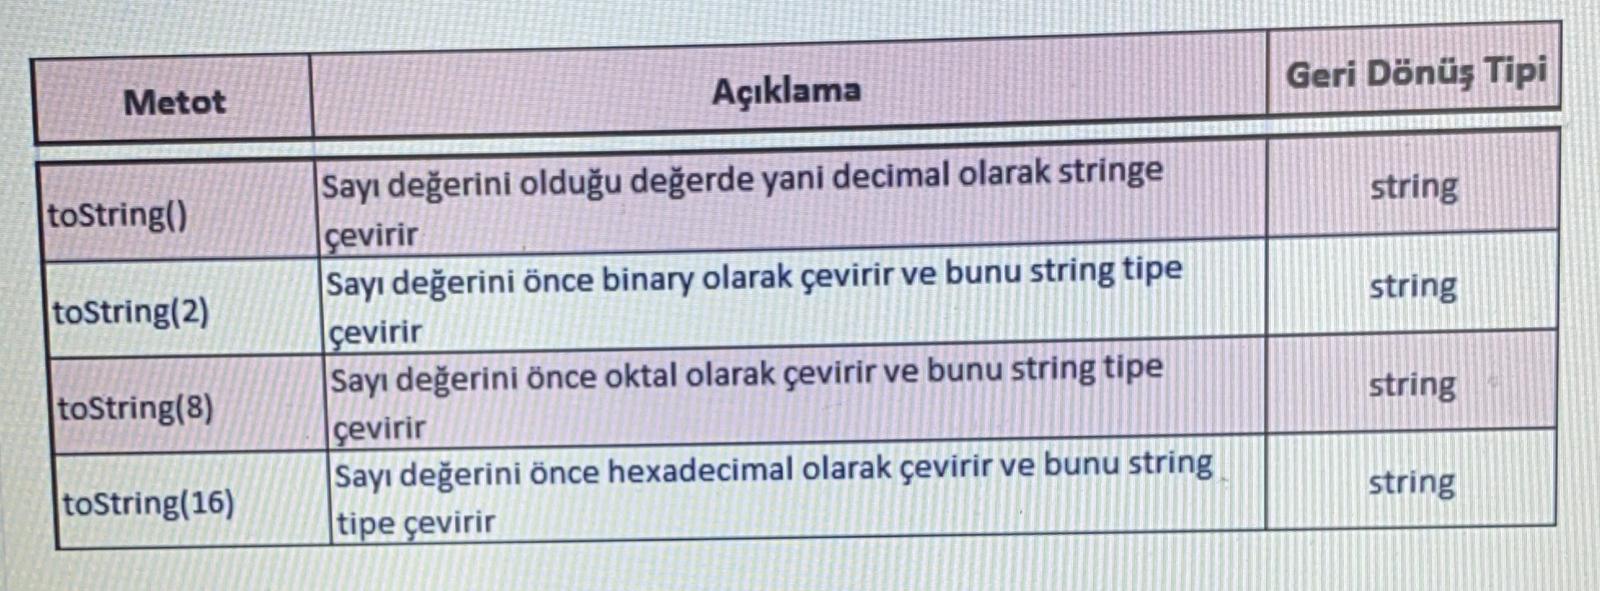 Metot
Açıklama
Geri Dönüş Tipi
toString()
Sayı değerini olduğu değerde yani decimal olarak stringe
çevirir
string
toString(2)
Sayı değerini önce binary olarak çevirir ve bunu string tipe
çevirir
string
toString(8)
Sayı değerini önce oktal olarak çevirir ve bunu string tipe
çevirir
string
toString(16)
Sayı değerini önce hexadecimal olarak çevirir ve bunu string
tipe çevirir
string